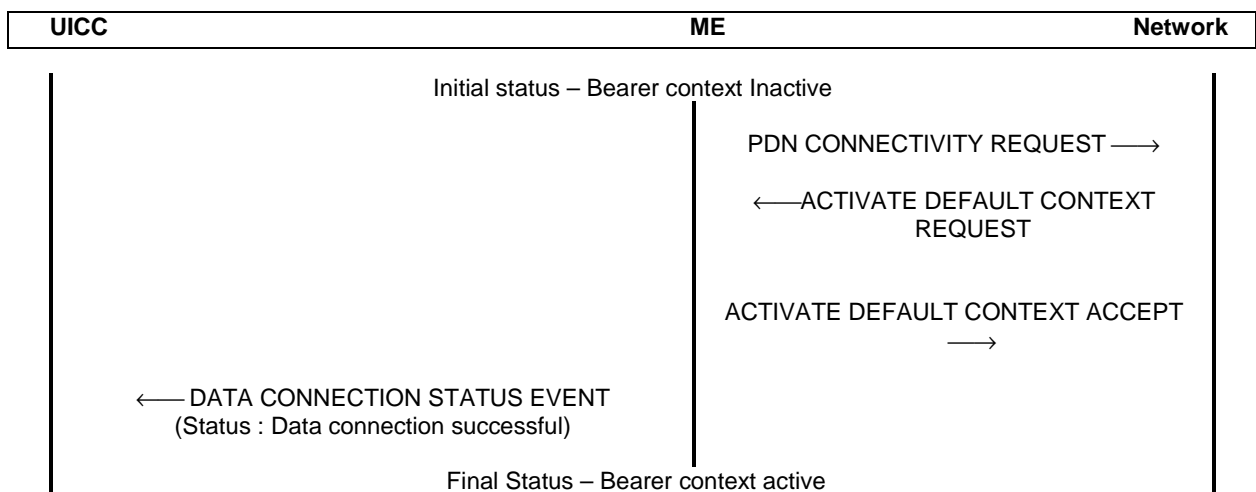 UICC ME Network
Initial status – Bearer context Inactive
PDN CONNECTIVITY REQUEST ⟶
⟵ACTIVATE DEFAULT CONTEXT
REQUEST
ACTIVATE DEFAULT CONTEXT ACCEPT
⟶
⟵ DATA CONNECTION STATUS EVENT
(Status : Data connection successful)
Final Status – Bearer context active